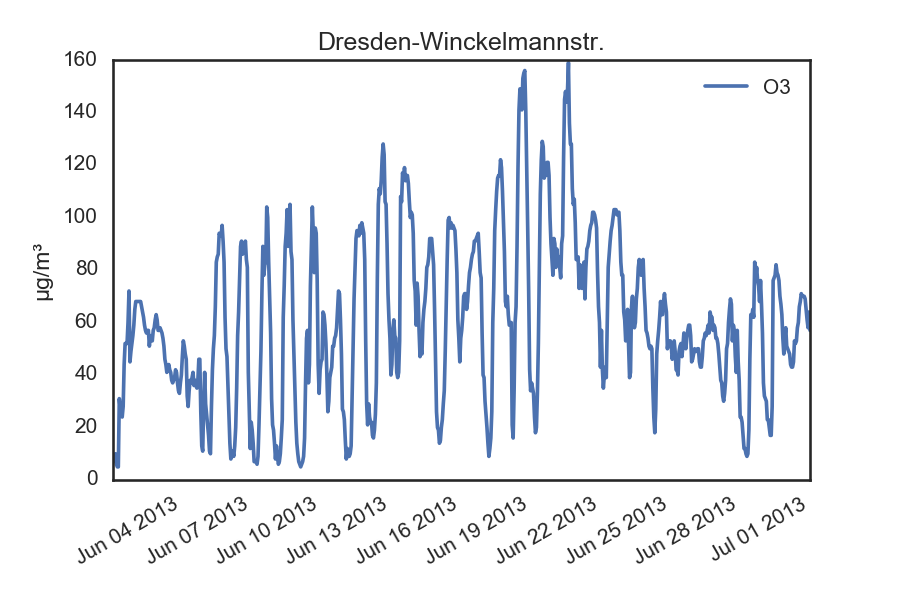 Dresden-Winckelmannstr.
160
140
120
100
80
60
40
20
0
µg/m³
O3
Jun 04 2013
Jun 07 2013
Jun 10 2013
Jun 13 2013
Jun 16 2013
Jun 19 2013
Jun 22 2013
Jun 25 2013
Jun 28 2013
Jul 01 2013